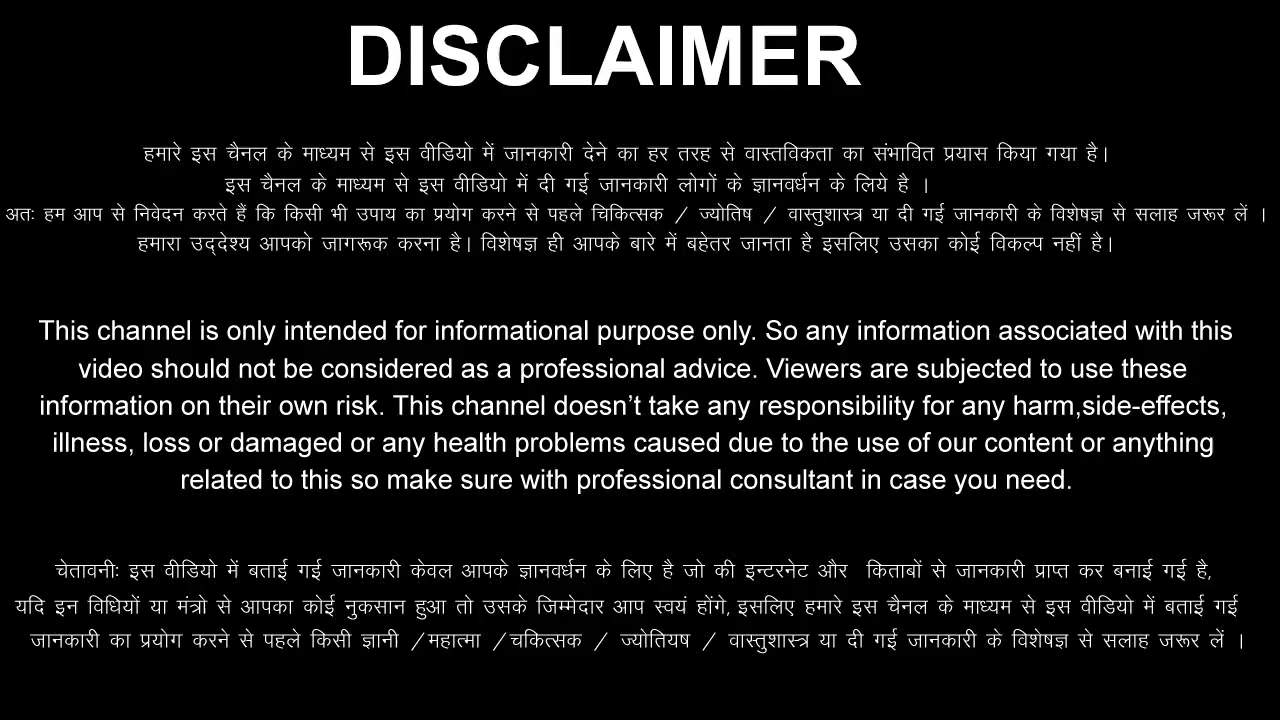 DISCLAIMER
हमारे इस चैनल के माध्यम से इस वीडियो में जानकारी देने का हर तरह से वास्तविकता का संभावित प्रयास किया गया है।
इस चैनल के माध्यम से इस वीडियो में दी गई जानकारी लोगों के ज्ञानवर्धन के लिये है ।
अतः हम आप से निवेदन करते हैं कि किसी भी उपाय का प्रयोग करने से पहले चिकित्सक / ज्योतिष / वास्तुशास्त्र या दी गई जानकारी के विशेषज्ञ से सलाह जरूर लें ।
हमारा उद्देश्य आपको जागरूक करना है। विशेषज्ञ ही आपके बारे में बहेतर जानता है इसलिए उसका कोई विकल्प नहीं है।
This channel is only intended for informational purpose only. So any information associated with this
video should not be considered as a professional advice. Viewers are subjected to use these
information on their own risk. This channel doesn’t take any responsibility for any harm,side-effects,
illness, loss or damaged or any health problems caused due to the use of our content or anything
related to this so make sure with professional consultant in case you need.
चेतावनीः इस वीडियो में बताई गई जानकारी केवल आपके ज्ञानवर्धन के लिए है जो की इन्टरनेट और किताबों से जानकारी प्राप्त कर बनाई गई है,
यदि इन विधियों या मंत्रो से आपका कोई नुकसान हुआ तो उसके जिम्मेदार आप स्वयं होंगे, इसलिए हमारे इस चैनल के माध्यम से इस वीडियो में बताई गई
जानकारी का प्रयोग करने से पहले किसी ज्ञानी /महात्मा /चकित्सक / ज्योतियष / वास्तुशास्त्र या दी गई जानकारी के विशेषज्ञ से सलाह जरूर लें ।